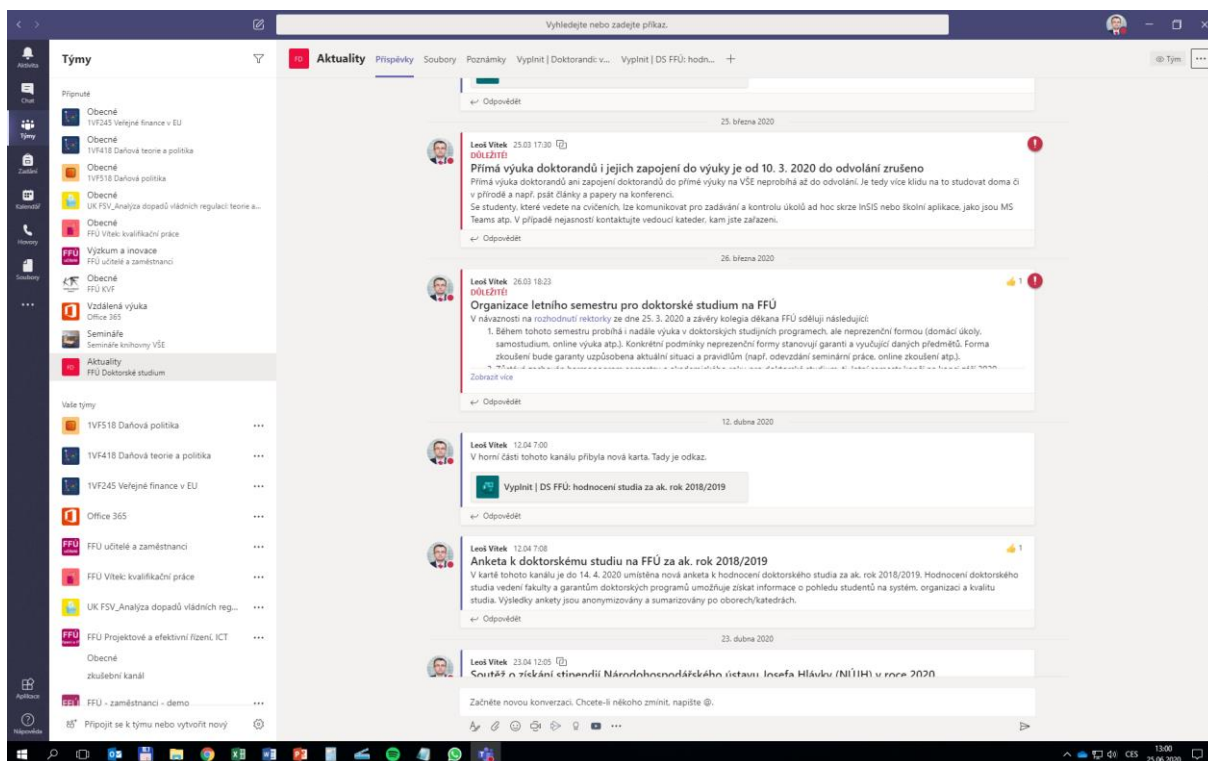 Vyhledejte nebo zadejte příkaz.
Aktivita
Chat
Týmy
Zadání
Kalendář
Hovory
Soubory
Aplikace
Nápověda
Týmy
Připnuté
Obecné
1VF245 Veřejné finance v EU
Obecné
1VF418 Daňová teorie a politika
Obecné
1VF518 Daňová politika
Obecné
UK FSV_Analýza dopadů vládních regulací: teorie a...
Obecné
FFÚ Vítek: kvalifikační práce
Výzkum a inovace
FFÚ učitelé a zaměstnanci
Obecné
FFÚ KVF
Vzdálená výuka
Office 365
Semináře
Semináře knihovny VŠE
Aktuality
FFÚ Doktorské studium
Vaše týmy
1VF518 Daňová politika
1VF418 Daňová teorie a politika
1VF245 Veřejné finance v EU
Office 365
FFÚ učitelé a zaměstnanci
FFÚ Vítek: kvalifikační práce
UK FSV_Analýza dopadů vládních reg...
FFÚ Projektové a efektivní řízení, ICT
Obecné
zkušební kanál
FFÚ - zaměstnanci - demo
Připojit se k týmu nebo vytvořit nový
FD Aktuality Příspěvky Soubory Poznámky Vyplnit | Doktorandi: v... Vyplnit | DS FFÚ: hodn... + Tým
Odpovědět
25. března 2020
Leoš Vítek 25.03 17:30
DŮLEŽITÉ!
Přímá výuka doktorandů i jejich zapojení do výuky je od 10. 3. 2020 do odvolání zrušeno
Přímá výuka doktorandů ani zapojení doktorandů do přímé výuky na VŠE neprobíhá až do odvolání. Je tedy více klidu na to studovat doma či
v přírodě a např. psát články a papery na konferenci.
Se studenty, které vedete na cvičeních, lze komunikovat pro zadávání a kontrolu úkolů ad hoc skrze InSIS nebo školní aplikace, jako jsou MS
Teams atp. V případě nejasností kontaktujte vedoucí kateder, kam jste zařazeni.
Odpovědět
26. března 2020
Leoš Vítek 26.03 18:23
1
DŮLEŽITÉ!
Organizace letního semestru pro doktorské studium na FFÚ
V návaznosti na rozhodnutí rektorky ze dne 25. 3. 2020 a závěry kolegia děkana FFÚ sděluji následující:
1. Během tohoto semestru probíhá i nadále výuka v doktorských studijních programech, ale neprezenční formou (domácí úkoly,
samostudium, online výuka atp.). Konkrétní podmínky neprezenční formy stanovují garanti a vyučující daných předmětů. Forma
zkoušení bude garanty uzpůsobena aktuální situaci a pravidlům (např. odevzdání seminární práce, online zkoušení atp.).
Zobrazit více
Odpovědět
12. dubna 2020
Leoš Vítek 12.04 7:00
V horní části tohoto kanálu přibyla nová karta. Tady je odkaz.
Vyplnit | DS FFÚ: hodnocení studia za ak. rok 2018/2019
Odpovědět
Leoš Vítek 12.04 7:08
1
Anketa k doktorskému studiu na FFÚ za ak. rok 2018/2019
V kartě tohoto kanálu je do 14. 4. 2020 umístěna nová anketa k hodnocení doktorského studia za ak. rok 2018/2019. Hodnocení doktorského
studia vedení fakulty a garantům doktorských programů umožňuje získat informace o pohledu studentů na systém, organizaci a kvalitu
studia. Výsledky ankety jsou anonymizovány a sumarizovány po oborech/katedrách.
Odpovědět
23. dubna 2020
Leoš Vítek 23.04 12:05
Soutěž o získání stipendií Národohospodářského ústavu Josefa Hlávky (NÚJH) v roce 2020
Začněte novou konverzaci. Chcete-li někoho zmínit, napište @.
CES
13:00
25.06.2020